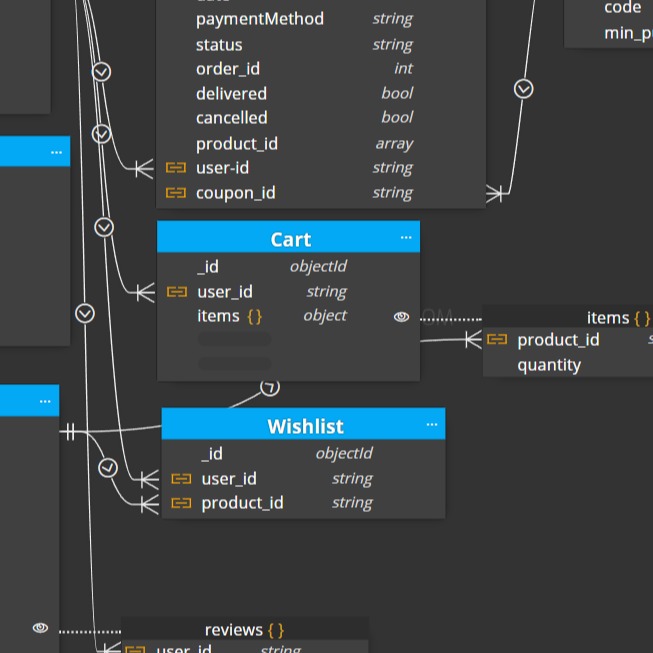 paymentMethod string
status string
order_id int
delivered bool
cancelled bool
product_id array
user-id string
coupon_id string
code
Cart ...
_id objectId
user_id string
items {} object
items {}
product_id
quantity
...
...
Wishlist ...
_id objectId
user_id string
product_id string
reviews {}
user_id string